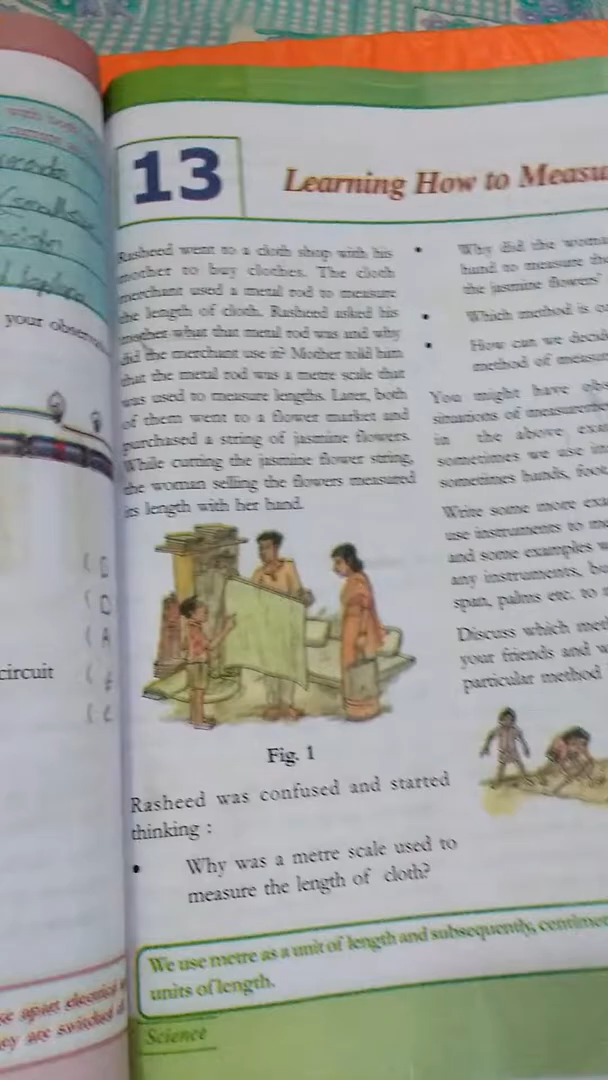 your observ
circuit
13
Learning How to Measu
Rasheed went to a cloth shop with his
mother to buy clothes. The cloth
merchant used a metal rod to measure
the length of cloth. Rasheed asked his
mother what that metal rod was and why
did the merchant use it? Mother told him
that the metal rod was a metre scale that
was used to measure lengths. Later, both
of them went to a flower market and
purchased a string of jasmine flowers.
While cutting the jasmine flower string,
the woman selling the flowers measured
its length with her hand.
Fig. 1
Rasheed was confused and started
thinking :
• Why was a metre scale used to
measure the length of cloth?
• Why did the wom
hand to measure th
the jasmine flowers'
• Which method is
• How can we deci
method of measu
You might have ob
situations of measurem
in the above exa
sometimes we use in
sometimes hands, foot
Write some more exa
use instruments to m
and some examples w
any instruments, bu
span, palms etc. to
Discuss which met
your friends and w
particular method
We use metre as a unit of length and subsequently, centime
units of length.
Science